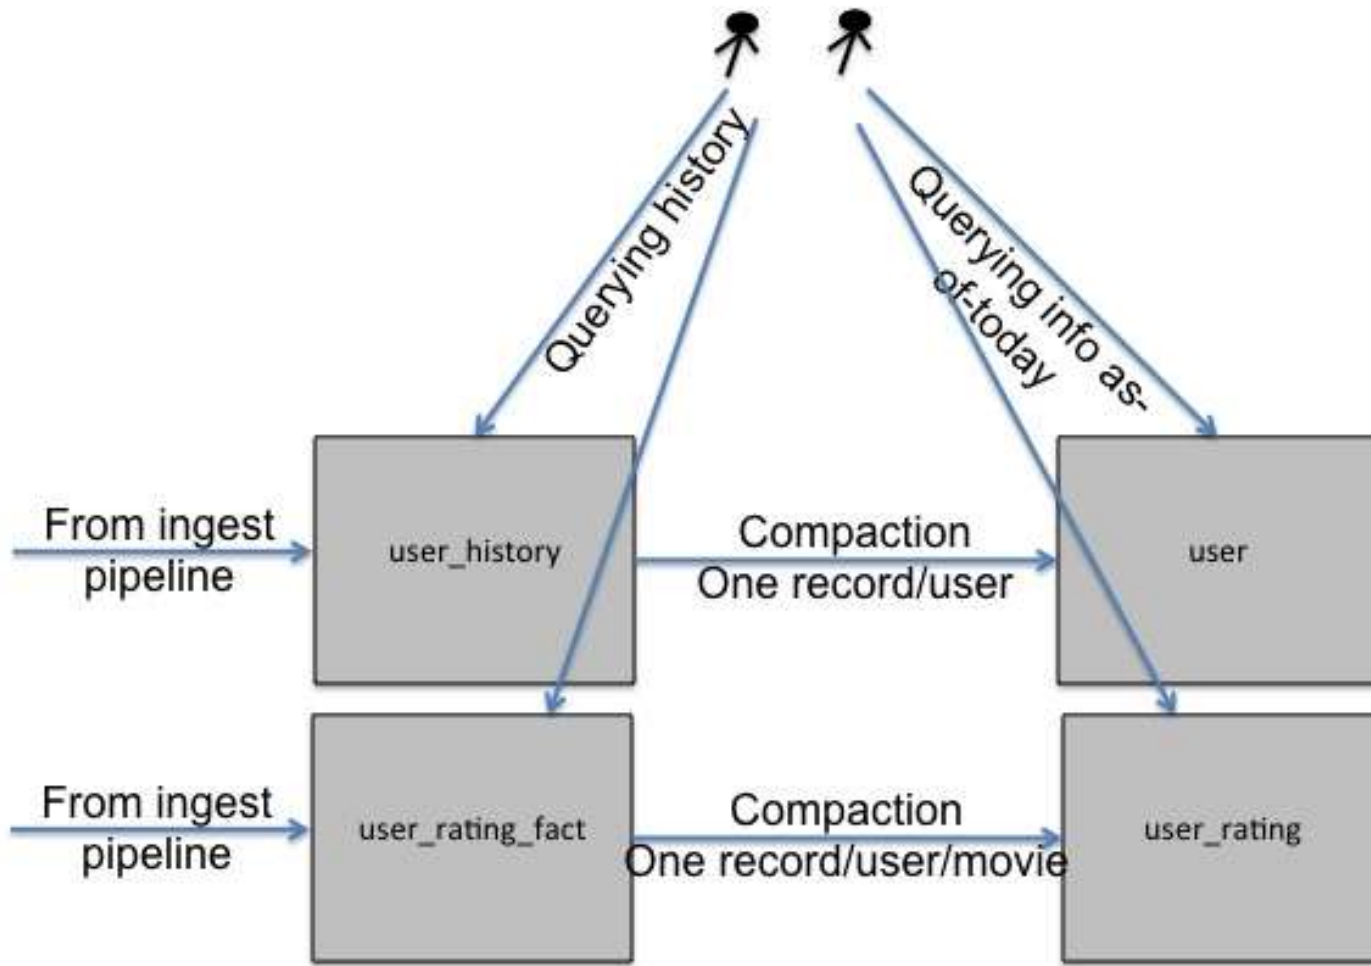 Querying history
Querying info as-
of-today
From ingest
pipeline
user_history
Compaction
One record/user
user
From ingest
pipeline
user_rating_fact
Compaction
One record/user/movie
user_rating